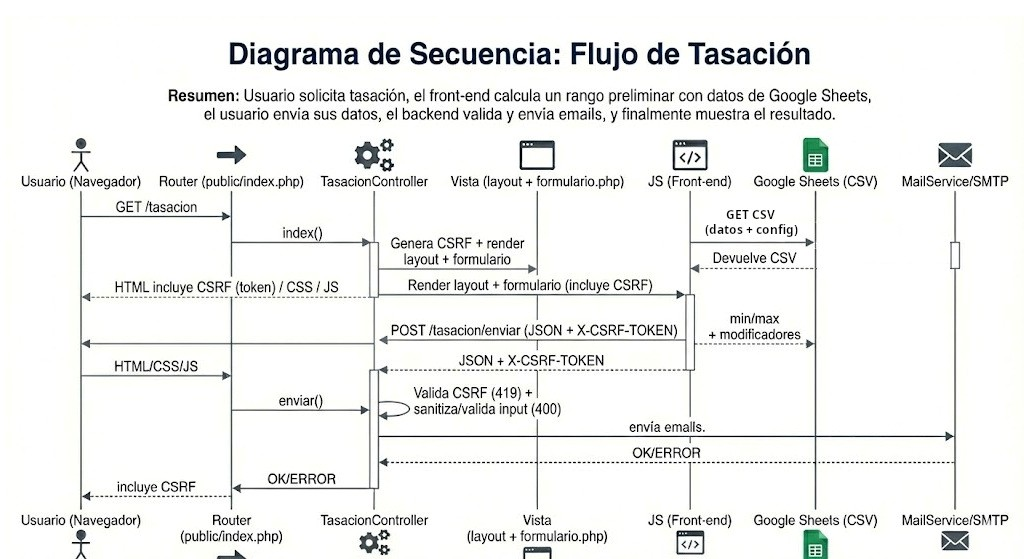 Diagrama de Secuencia: Flujo de Tasación
Resumen: Usuario solicita tasación, el front-end calcula un rango preliminar con datos de Google Sheets,
el usuario envía sus datos, el backend valida y envía emails, y finalmente muestra el resultado.
Usuario (Navegador)
Router (public/index.php)
TasacionController
Vista (layout + formulario.php)
JS (Front-end)
Google Sheets (CSV)
MailService/SMTP
GET /tasacion
GET CSV
(datos + config)
index()
Genera CSRF + render
layout + formulario
Devuelve CSV
HTML incluye CSRF (token) / CSS / JS
Render layout + formulario (incluye CSRF)
min/max
+ modificadores
POST /tasacion/enviar (JSON + X-CSRF-TOKEN)
HTML/CSS/JS
JSON + X-CSRF-TOKEN
enviar()
Valida CSRF (419) +
sanitiza/valida input (400)
envía emails.
OK/ERROR
OK/ERROR
incluye CSRF
Usuario (Navegador)
Router
(public/index.php)
TasacionController
Vista
(layout + formulario.php)
JS (Front-end)
Google Sheets (CSV)
MailService/SMTP